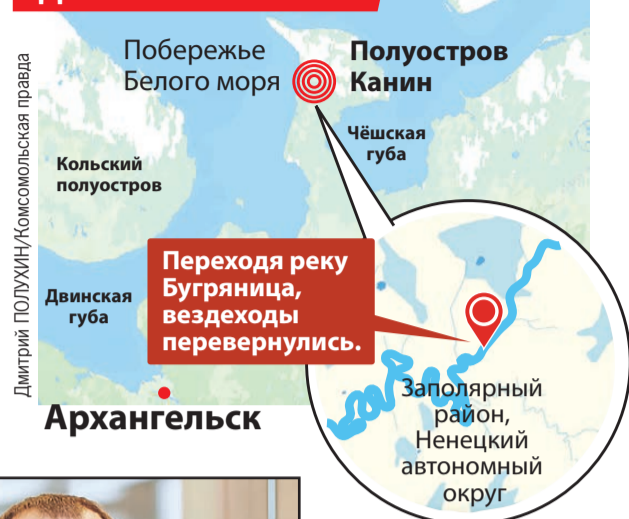 Побережье
Белого моря
Полуостров
Канин
Чёшская
губа
Кольский
полуостров
Переходя реку
Бугряница,
вездеходы
перевернулись.
Двинская
губа
Архангельск
Заполярный
район,
Ненецкий
автономный
округ
Дмитрий ПОЛУХИН/Комсомольская правда